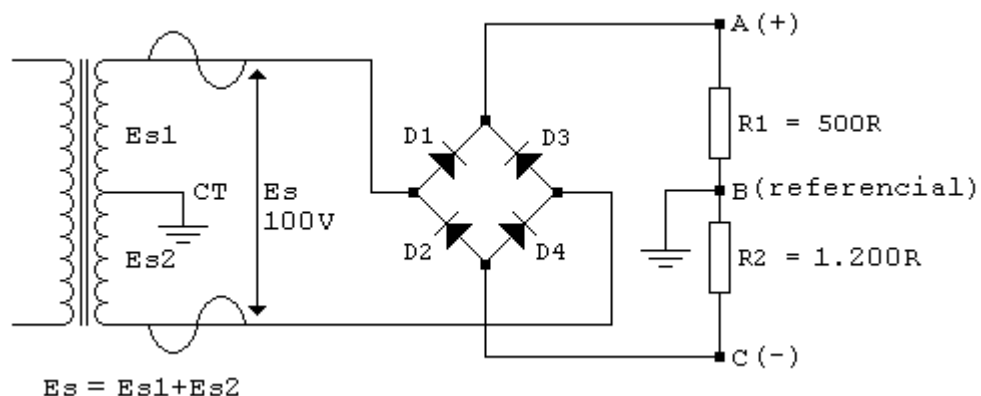 A (+)
D1
D3
R1 = 500R
Es1
CT
Es
100V
B (referencial)
Es2
D2
D4
R2 = 1.200R
C (-)
Es = Es1+Es2